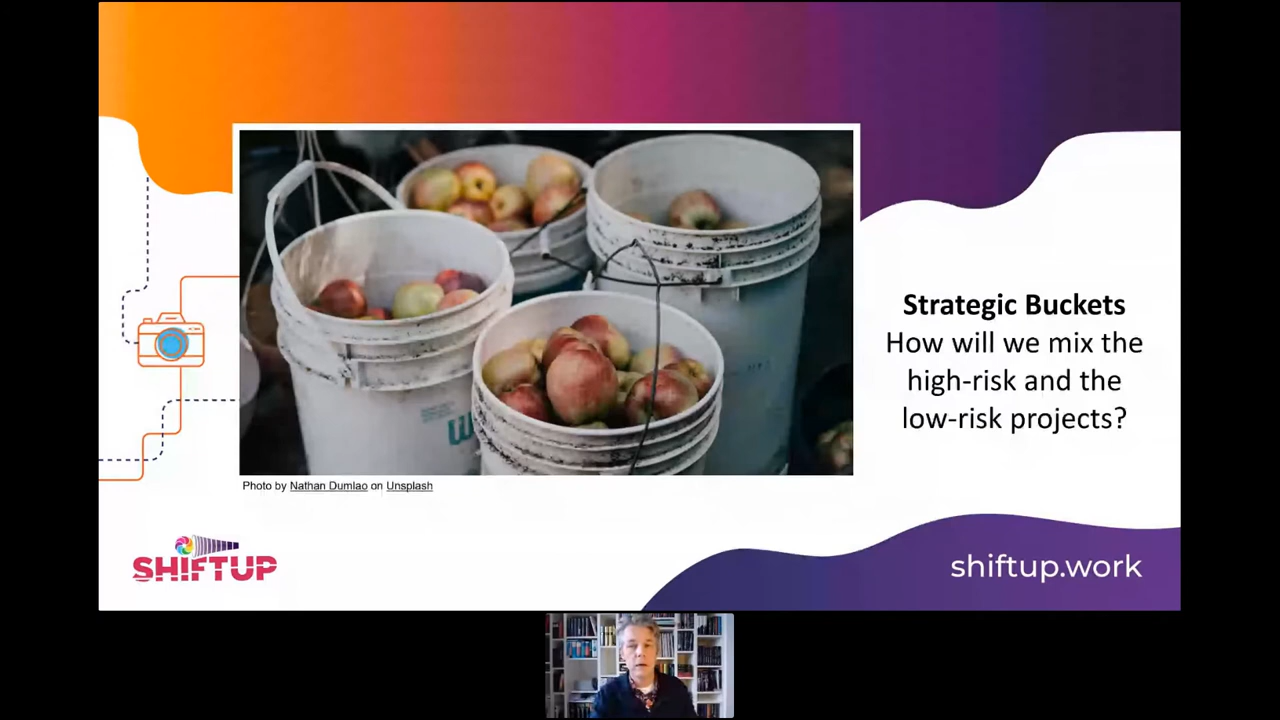 Strategic Buckets
How will we mix the
high-risk and the
low-risk projects?
Photo by Nathan Dumlao on Unsplash
SHIFTUP
shiftup.work